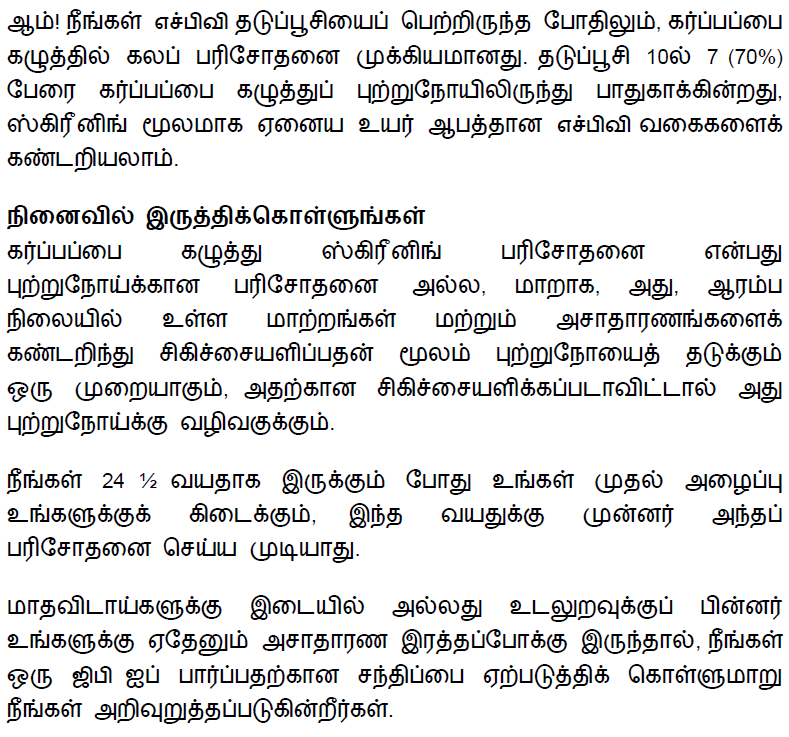 ஆம்! நீங்கள் எச்பிவி தடுப்பூசியைப் பெற்றிருந்த போதிலும், கர்ப்பப்பை
கழுத்தில் கலப் பரிசோதனை முக்கியமானது. தடுப்பூசி 10ல் 7 (70%)
பேரை கர்ப்பப்பை கழுத்துப் புற்றுநோயிலிருந்து பாதுகாக்கின்றது,
ஸ்கிரீனிங் மூலமாக ஏனைய உயர் ஆபத்தான எச்பிவி வகைகளைக்
கண்டறியலாம்.
நினைவில் இருத்திக்கொள்ளுங்கள்
கர்ப்பப்பை கழுத்து ஸ்கிரீனிங் பரிசோதனை என்பது
புற்றுநோய்க்கான பரிசோதனை அல்ல, மாறாக, அது, ஆரம்ப
நிலையில் உள்ள மாற்றங்கள் மற்றும் அசாதாரணங்களைக்
கண்டறிந்து சிகிச்சையளிப்பதன் மூலம் புற்றுநோயைத் தடுக்கும்
ஒரு முறையாகும், அதற்கான சிகிச்சையளிக்கப்படாவிட்டால் அது
புற்றுநோய்க்கு வழிவகுக்கும்.
நீங்கள் 24 ½ வயதாக இருக்கும் போது உங்கள் முதல் அழைப்பு
உங்களுக்குக் கிடைக்கும், இந்த வயதுக்கு முன்னர் அந்தப்
பரிசோதனை செய்ய முடியாது.
மாதவிடாய்களுக்கு இடையில் அல்லது உடலுறவுக்குப் பின்னர்
உங்களுக்கு ஏதேனும் அசாதாரண இரத்தப்போக்கு இருந்தால், நீங்கள்
ஒரு ஜிபி ஐப் பார்ப்பதற்கான சந்திப்பை ஏற்படுத்திக் கொள்ளுமாறு
நீங்கள் அறிவுறுத்தப்படுகின்றீர்கள்.